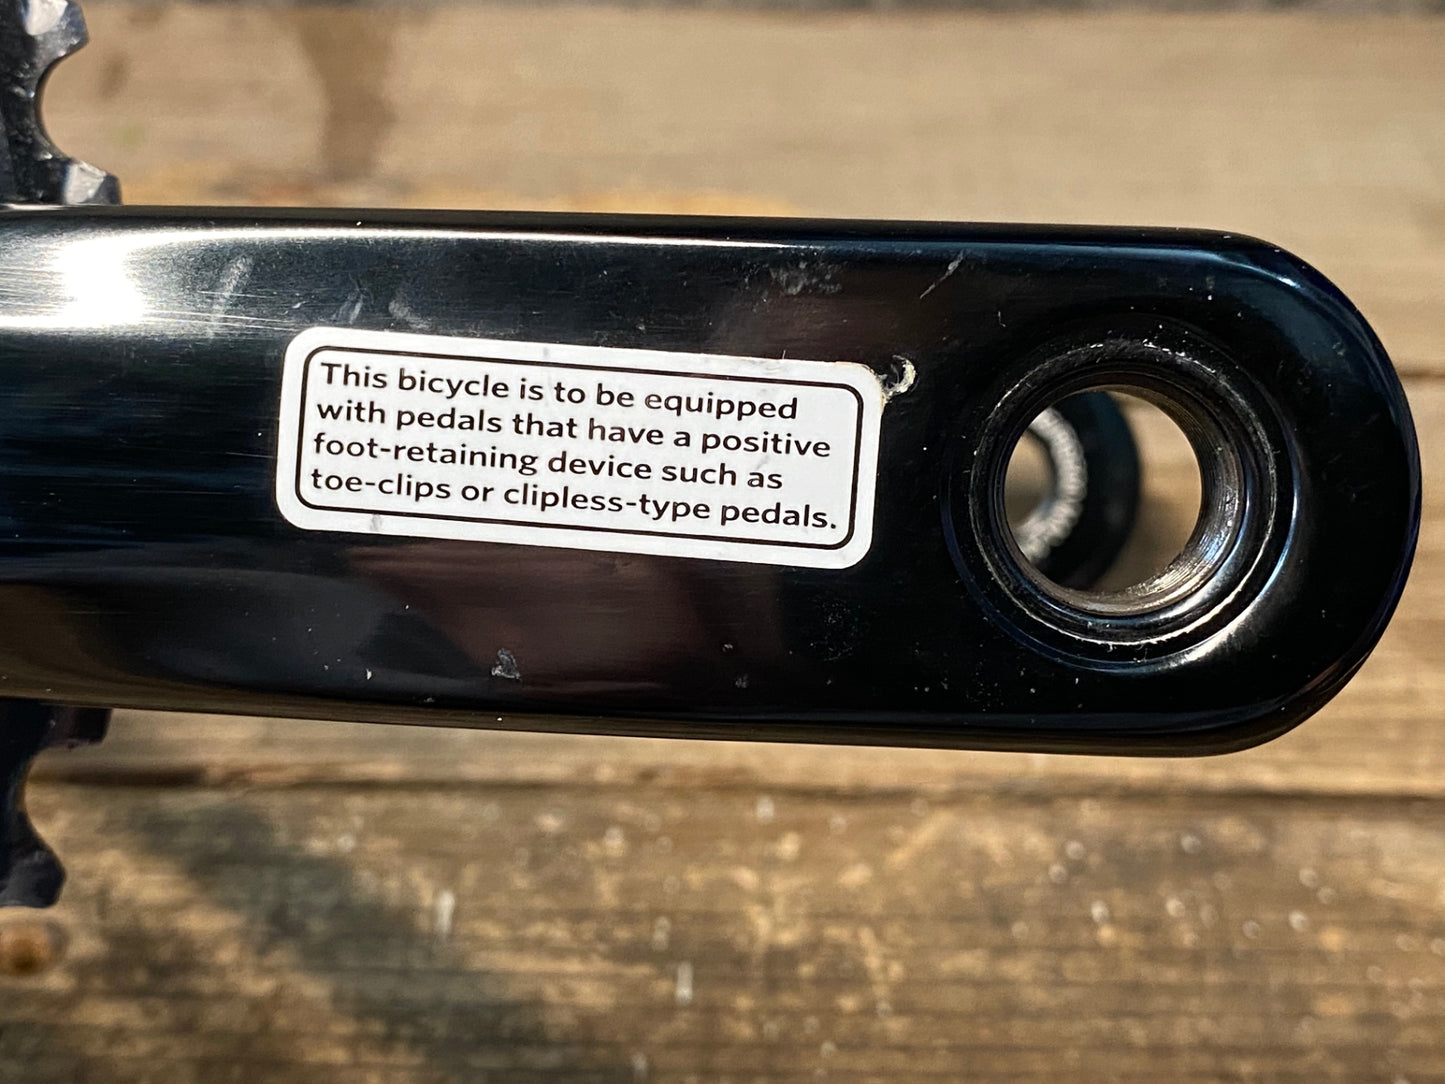 This bicycle is to be equipped
with pedals that have a positive
foot-retaining device such as
toe-clips or clipless-type pedals.